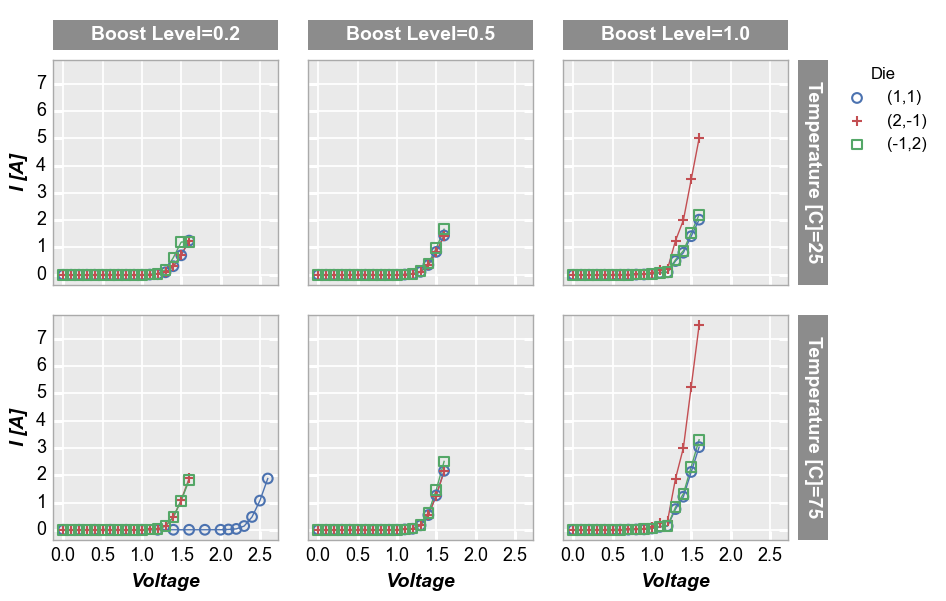 Boost Level=0.2 Boost Level=0.5 Boost Level=1.0
Die
(1,1)
(2,-1)
(-1,2)
7
6
5
4
3
2
1
0
I [A]
Temperature [C]=25
7
6
5
4
3
2
1
0
I [A]
Temperature [C]=75
0.0 0.5 1.0 1.5 2.0 2.5 0.0 0.5 1.0 1.5 2.0 2.5 0.0 0.5 1.0 1.5 2.0 2.5
Voltage Voltage Voltage